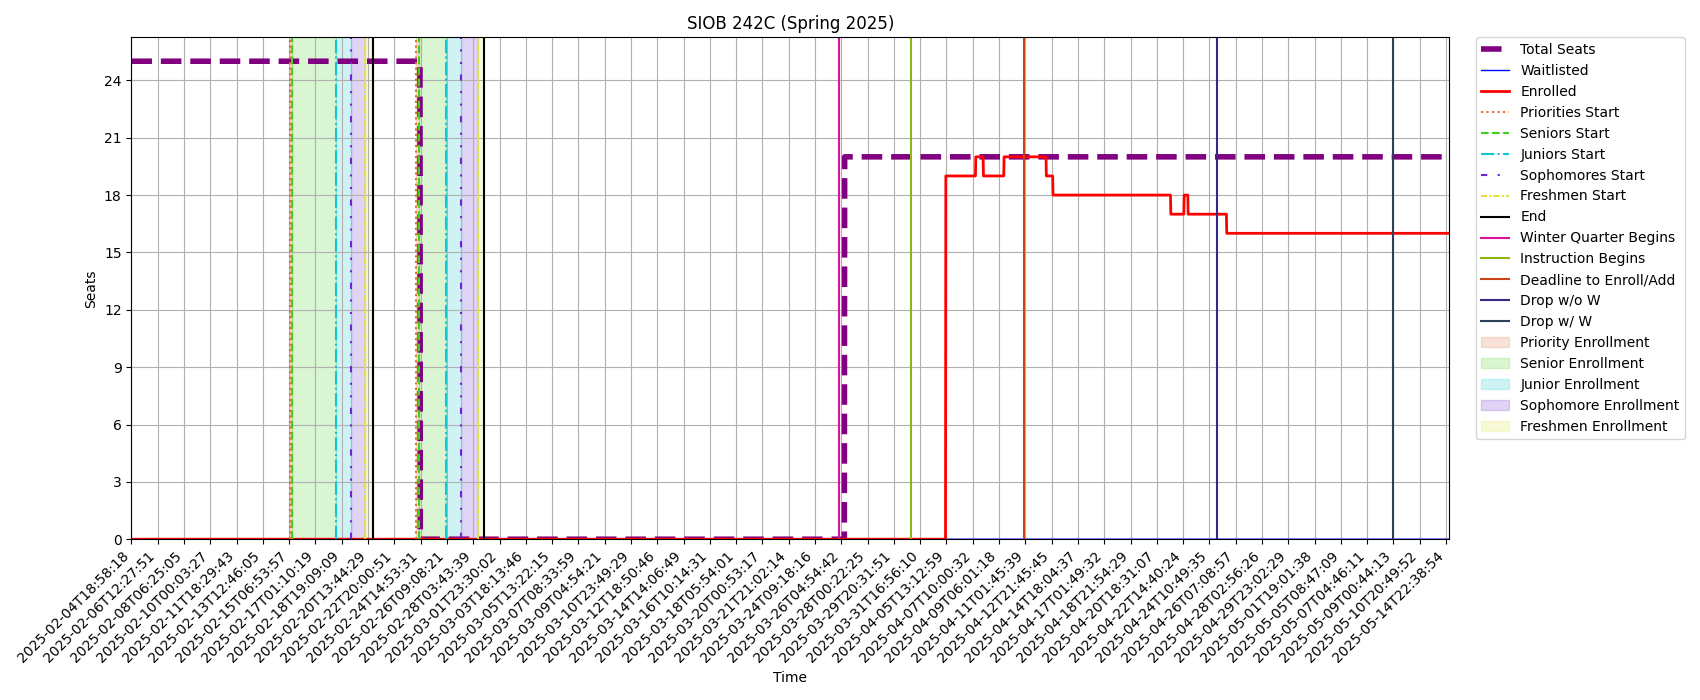 SIOB 242C (Spring 2025)
Seats
24
21
18
15
12
9
6
3
0
2025-02-04T18:58:18
2025-02-06T12:27:51
2025-02-08T06:25:05
2025-02-10T00:03:27
2025-02-11T18:29:43
2025-02-13T12:46:05
2025-02-15T06:53:57
2025-02-17T01:10:19
2025-02-18T19:09:09
2025-02-20T13:44:29
2025-02-22T20:00:51
2025-02-24T14:53:31
2025-02-26T09:08:21
2025-02-28T03:43:39
2025-03-01T23:30:02
2025-03-03T18:13:46
2025-03-05T13:22:15
2025-03-07T08:33:59
2025-03-09T04:54:21
2025-03-10T23:49:29
2025-03-12T18:50:46
2025-03-14T14:06:49
2025-03-16T10:14:31
2025-03-18T05:54:01
2025-03-20T00:53:17
2025-03-21T21:02:14
2025-03-24T09:18:16
2025-03-26T04:54:42
2025-03-28T00:22:25
2025-03-29T20:31:51
2025-03-31T16:56:10
2025-04-05T13:12:59
2025-04-07T10:00:32
2025-04-09T06:01:18
2025-04-11T01:45:39
2025-04-12T21:45:45
2025-04-14T18:04:37
2025-04-17T01:49:32
2025-04-18T21:54:29
2025-04-20T18:31:07
2025-04-22T14:40:24
2025-04-24T10:49:35
2025-04-26T07:08:57
2025-04-28T02:56:26
2025-04-29T23:02:29
2025-05-01T19:01:38
2025-05-05T08:47:09
2025-05-07T04:46:11
2025-05-09T00:44:13
2025-05-10T20:49:52
2025-05-14T22:38:54
Time
Total Seats
Waitlisted
Enrolled
Priorities Start
Seniors Start
Juniors Start
Sophomores Start
Freshmen Start
End
Winter Quarter Begins
Instruction Begins
Deadline to Enroll/Add
Drop w/o W
Drop w/ W
Priority Enrollment
Senior Enrollment
Junior Enrollment
Sophomore Enrollment
Freshmen Enrollment